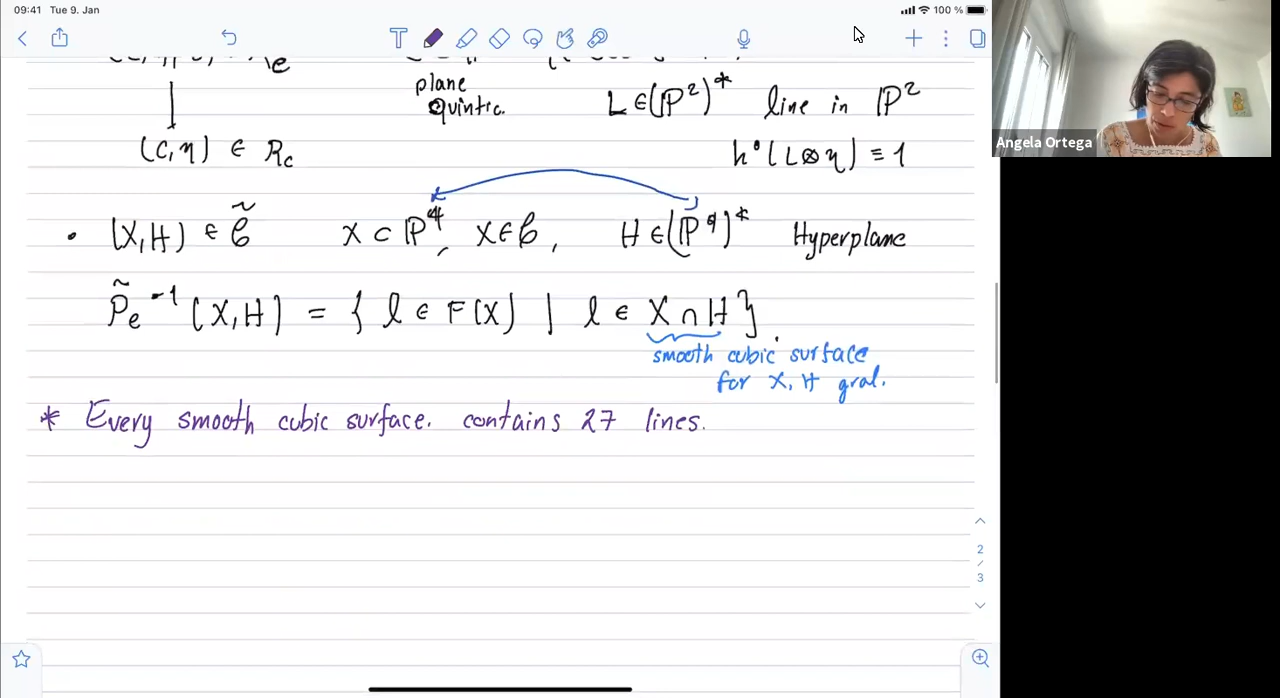 09:41 Tue 9. Jan
100 %
plane
quintic.
L ∈ (ℙ²)* line in ℙ²
(C,η) ∈ R_C
h⁰(L⊗η) ≡ 1
• (X,H) ∈ C̃ X ⊂ ℙ⁴, X ∈ C, H ∈ (ℙ⁴)* Hyperplane
P̃e⁻¹(X,H) = { l ∈ F(X) | l ∈ X ∩ H }.
smooth cubic surface
for X, H gral.
* Every smooth cubic surface. contains 27 lines.
2
/
3
Angela Ortega